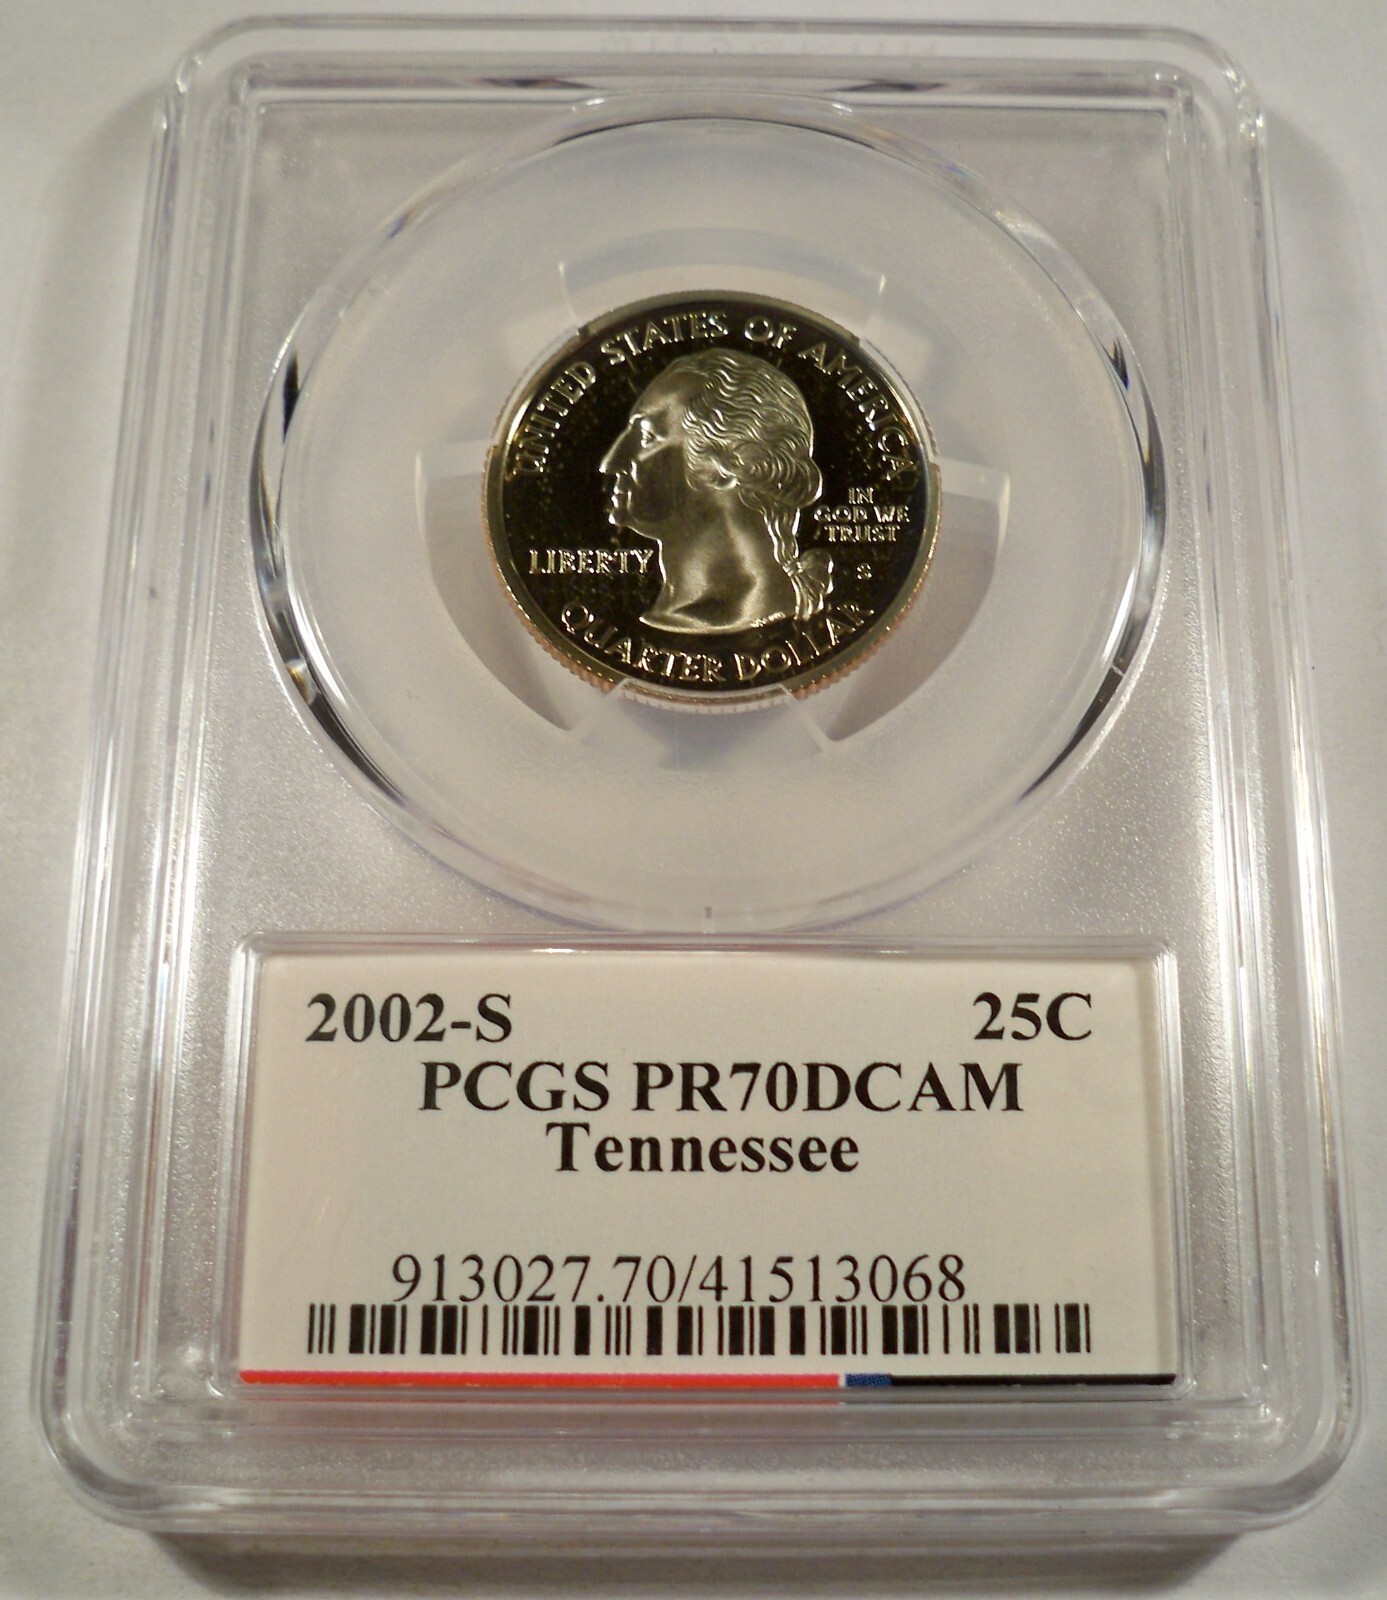 UNITED STATES OF AMERICA
IN
GOD WE
TRUST
LIBERTY
S
QUARTER DOLLAR
2002-S 25C
PCGS PR70DCAM
Tennessee
913027.70/41513068